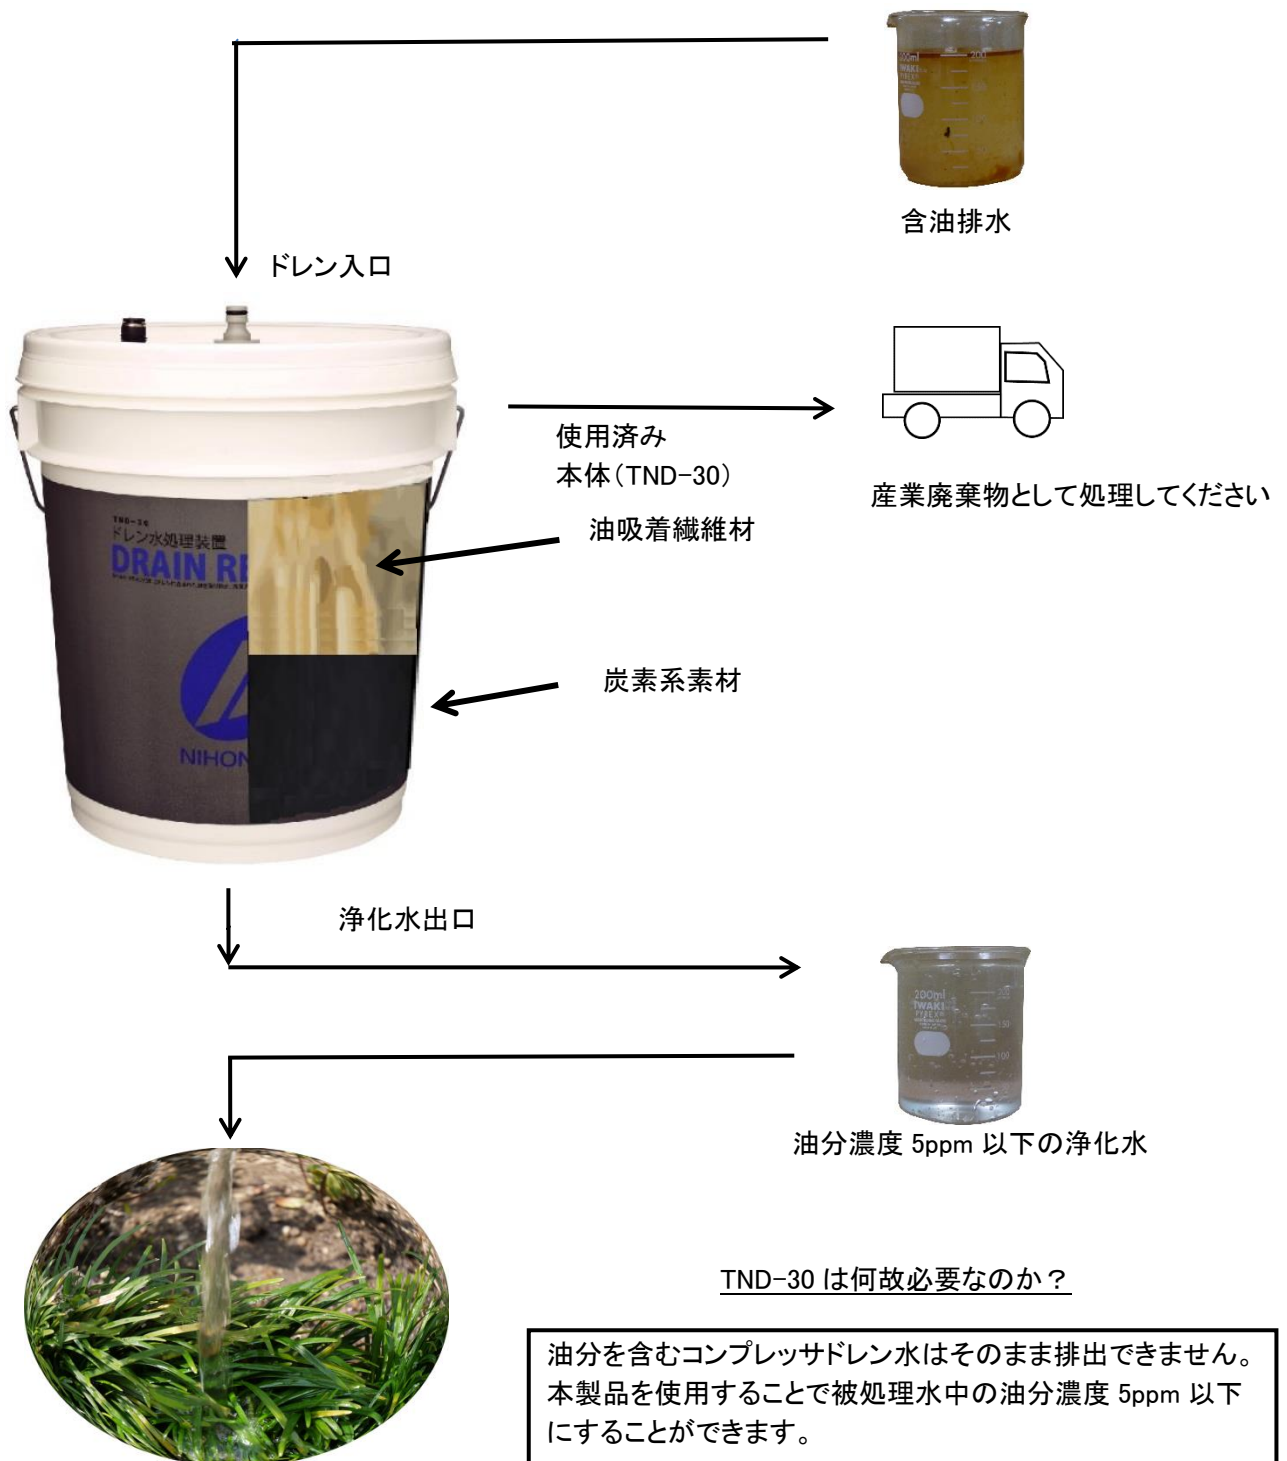 200ml
IWAKI
PYREX
200
含油排水
ドレン入口
使用済み
本体(TND-30)
産業廃棄物として処理してください
油吸着繊維材
TND-30
ドレン水処理装置
DRAIN RE
炭素系素材
NIHON
浄化水出口
200ml
IWAKI
PYREX
150
100
油分濃度 5ppm 以下の浄化水
TND-30 は何故必要なのか?
油分を含むコンプレッサドレン水はそのまま排出できません。
本製品を使用することで被処理水中の油分濃度 5ppm 以下
にすることができます。